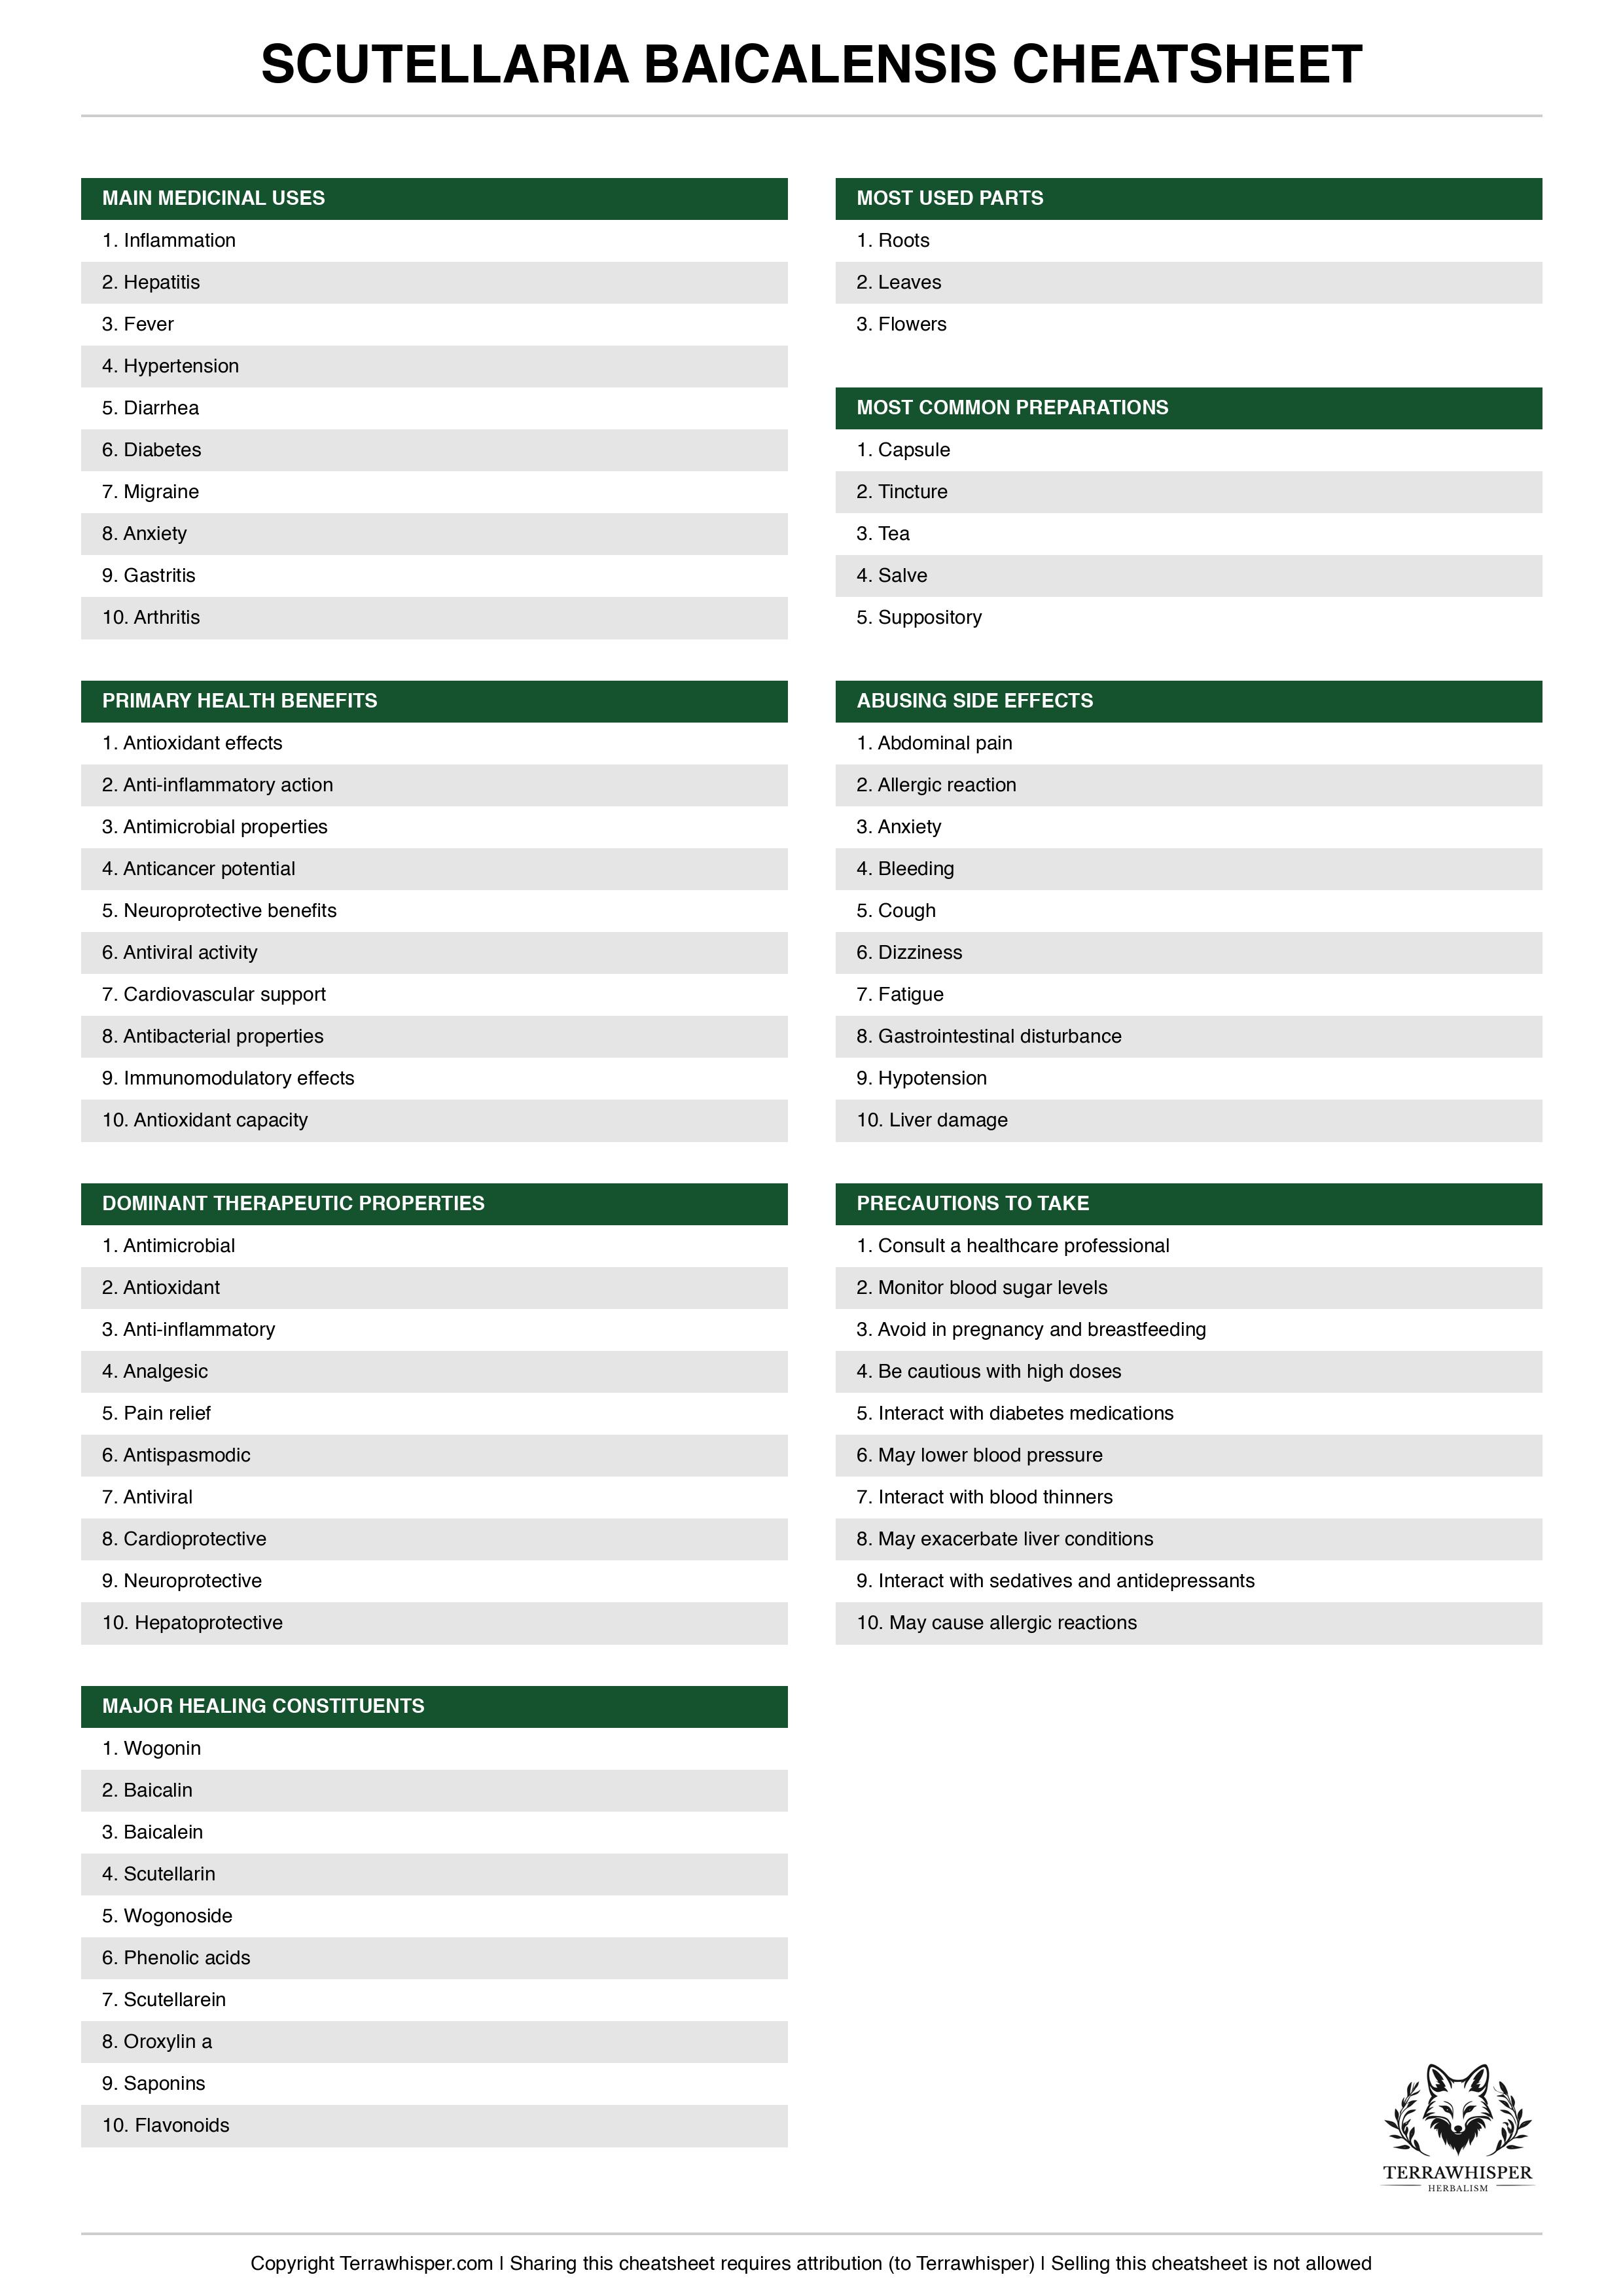 SCUTELLARIA BAICALENSIS CHEATSHEET
MAIN MEDICINAL USES
1. Inflammation
2. Hepatitis
3. Fever
4. Hypertension
5. Diarrhea
6. Diabetes
7. Migraine
8. Anxiety
9. Gastritis
10. Arthritis
PRIMARY HEALTH BENEFITS
1. Antioxidant effects
2. Anti-inflammatory action
3. Antimicrobial properties
4. Anticancer potential
5. Neuroprotective benefits
6. Antiviral activity
7. Cardiovascular support
8. Antibacterial properties
9. Immunomodulatory effects
10. Antioxidant capacity
DOMINANT THERAPEUTIC PROPERTIES
1. Antimicrobial
2. Antioxidant
3. Anti-inflammatory
4. Analgesic
5. Pain relief
6. Antispasmodic
7. Antiviral
8. Cardioprotective
9. Neuroprotective
10. Hepatoprotective
MAJOR HEALING CONSTITUENTS
1. Wogonin
2. Baicalin
3. Baicalein
4. Scutellarin
5. Wogonoside
6. Phenolic acids
7. Scutellarein
8. Oroxylin a
9. Saponins
10. Flavonoids
MOST USED PARTS
1. Roots
2. Leaves
3. Flowers
MOST COMMON PREPARATIONS
1. Capsule
2. Tincture
3. Tea
4. Salve
5. Suppository
ABUSING SIDE EFFECTS
1. Abdominal pain
2. Allergic reaction
3. Anxiety
4. Bleeding
5. Cough
6. Dizziness
7. Fatigue
8. Gastrointestinal disturbance
9. Hypotension
10. Liver damage
PRECAUTIONS TO TAKE
1. Consult a healthcare professional
2. Monitor blood sugar levels
3. Avoid in pregnancy and breastfeeding
4. Be cautious with high doses
5. Interact with diabetes medications
6. May lower blood pressure
7. Interact with blood thinners
8. May exacerbate liver conditions
9. Interact with sedatives and antidepressants
10. May cause allergic reactions
TERRAWHISPER
HERBALISM
Copyright Terrawhisper.com | Sharing this cheatsheet requires attribution (to Terrawhisper) | Selling this cheatsheet is not allowed